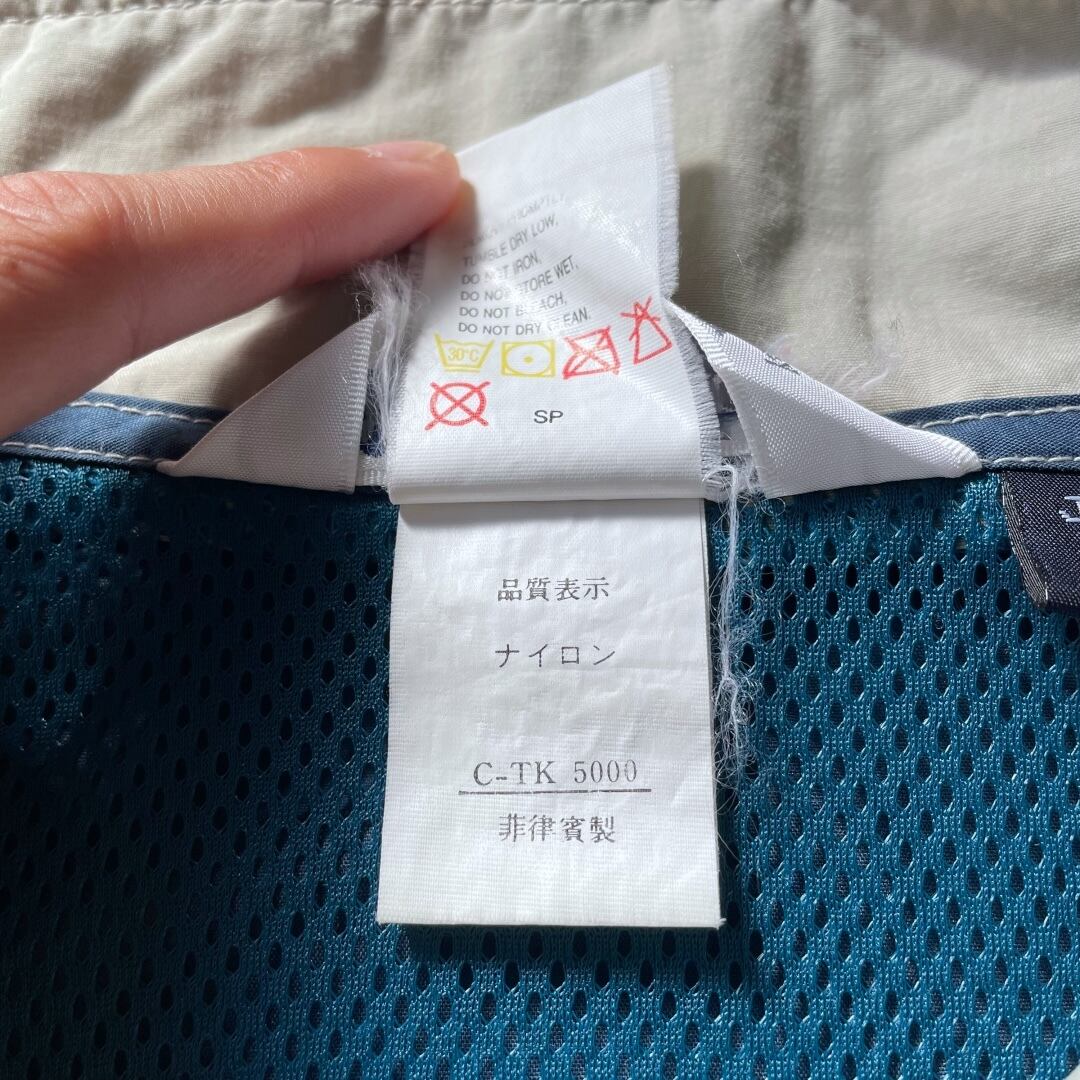 TUMBLE DRY LOW,
DO NOT IRON,
DO NOT STORE WET,
DO NOT BLEACH,
DO NOT DRY CLEAN.
30°C
SP
品質表示
ナイロン
C-TK 5000
菲律賓製